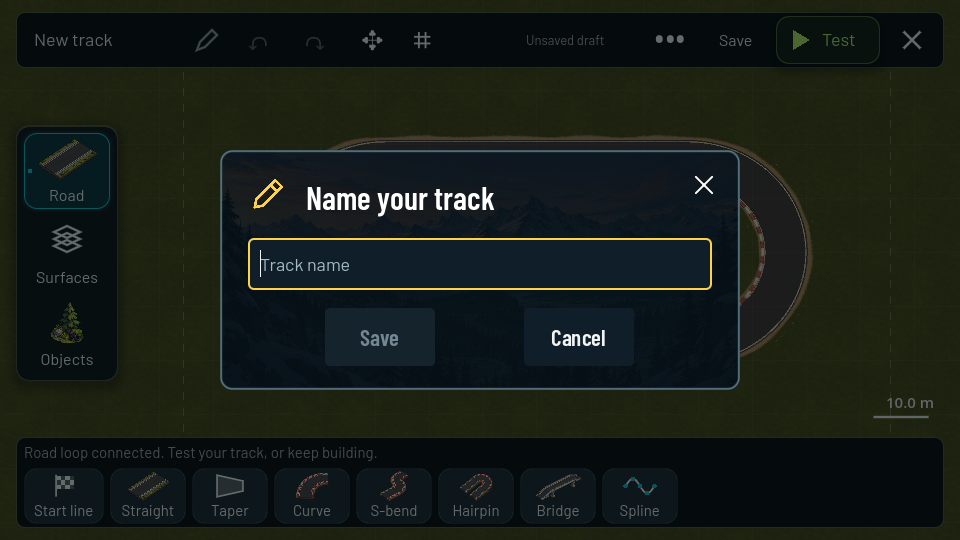 New track
Unsaved draft
Save
Test
Road
Surfaces
Objects
Name your track
Track name
Save
Cancel
10.0 m
Road loop connected. Test your track, or keep building.
Start line
Straight
Taper
Curve
S-bend
Hairpin
Bridge
Spline